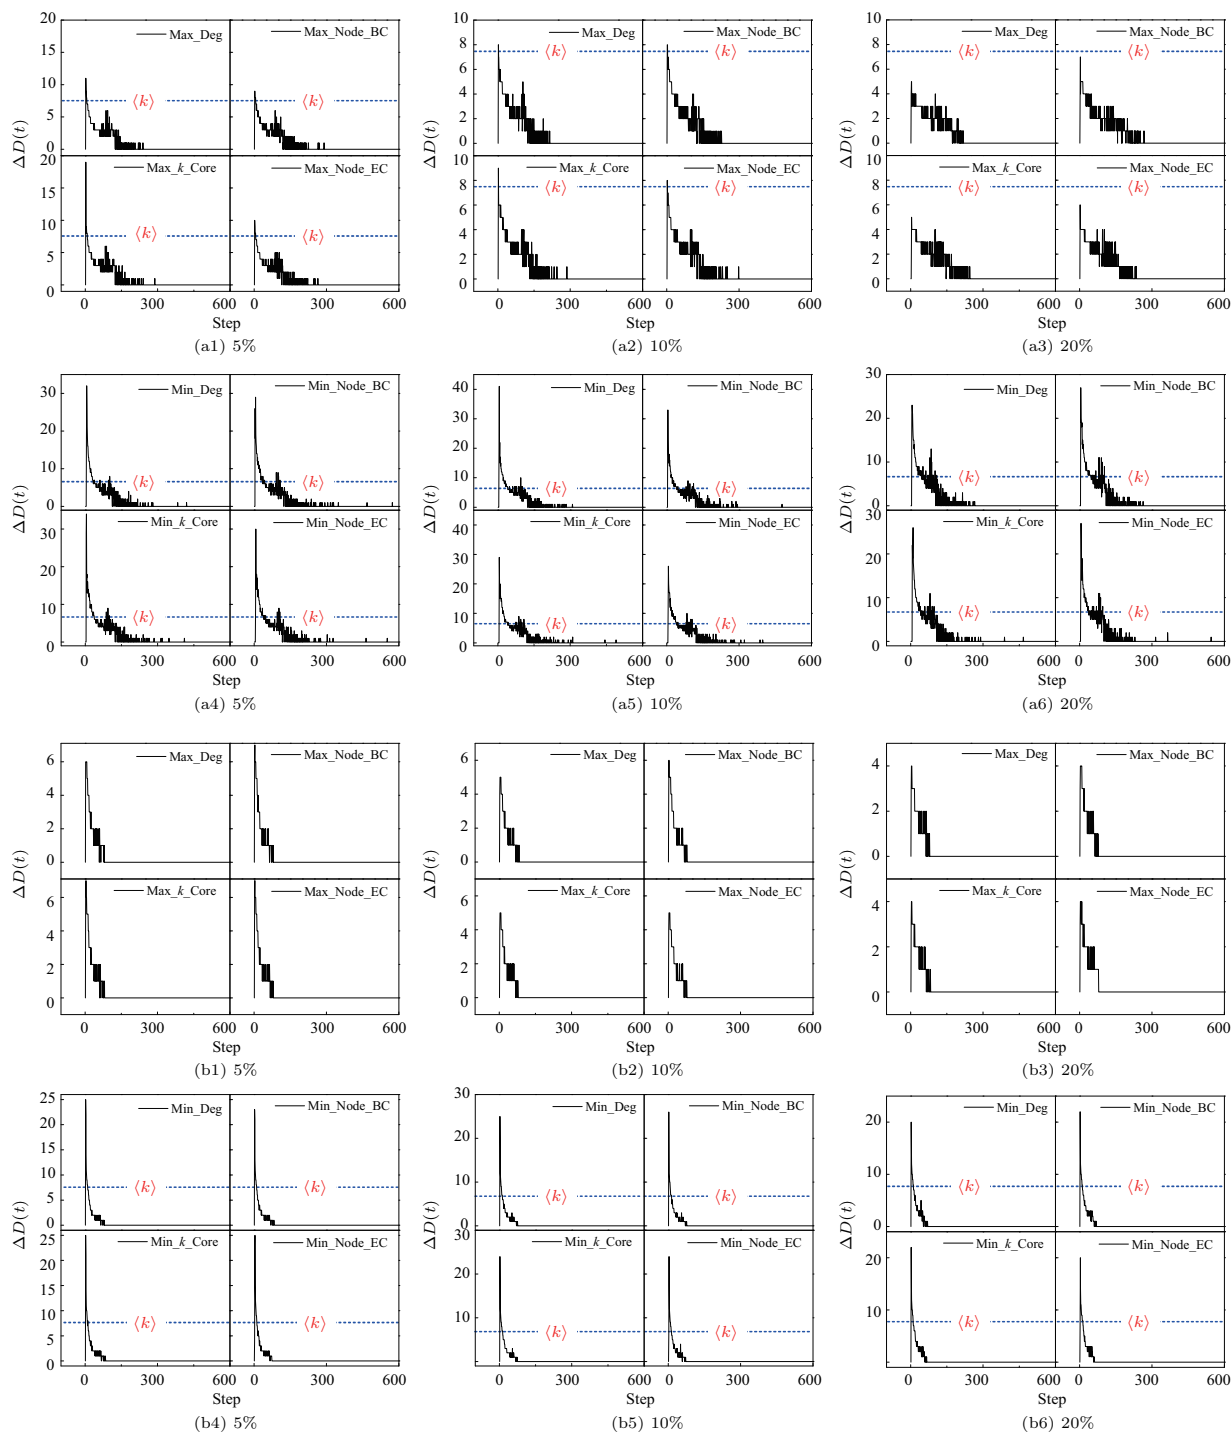 20 Max_Deg Max_Node_BC
15
10 ⟨k⟩ ⟨k⟩
5
0
ΔD(t)
20 Max_k_Core Max_Node_EC
15
10 ⟨k⟩ ⟨k⟩
5
0
0 300 0 300 600
Step
(a1) 5%
10 Max_Deg Max_Node_BC
8 ⟨k⟩ ⟨k⟩
6
4
2
0
ΔD(t)
10 Max_k_Core Max_Node_EC
8 ⟨k⟩ ⟨k⟩
6
4
2
0
0 300 0 300 600
Step
(a2) 10%
10 Max_Deg Max_Node_BC
8 ⟨k⟩ ⟨k⟩
6
4
2
0
ΔD(t)
10 Max_k_Core Max_Node_EC
8 ⟨k⟩ ⟨k⟩
6
4
2
0
0 300 0 300 600
Step
(a3) 20%
30 Min_Deg Min_Node_BC
20
10 ⟨k⟩ ⟨k⟩
0
ΔD(t)
30 Min_k_Core Min_Node_EC
20
10 ⟨k⟩ ⟨k⟩
0
0 300 0 300 600
Step
(a4) 5%
40 Min_Deg Min_Node_BC
30
20
10 ⟨k⟩ ⟨k⟩
0
ΔD(t)
40 Min_k_Core Min_Node_EC
30
20
10 ⟨k⟩ ⟨k⟩
0
0 300 0 300 600
Step
(a5) 10%
30 Min_Deg Min_Node_BC
20
10 ⟨k⟩ ⟨k⟩
0
ΔD(t)
30 Min_k_Core Min_Node_EC
20
10 ⟨k⟩ ⟨k⟩
0
0 300 0 300 600
Step
(a6) 20%
6 Max_Deg Max_Node_BC
4
2
0
ΔD(t)
6 Max_k_Core Max_Node_EC
4
2
0
0 300 0 300 600
Step
(b1) 5%
6 Max_Deg Max_Node_BC
4
2
0
ΔD(t)
6 Max_k_Core Max_Node_EC
4
2
0
0 300 0 300 600
Step
(b2) 10%
4 Max_Deg Max_Node_BC
2
0
ΔD(t)
4 Max_k_Core Max_Node_EC
2
0
0 300 0 300 600
Step
(b3) 20%
25 Min_Deg Min_Node_BC
20
15
10 ⟨k⟩ ⟨k⟩
5
0
ΔD(t)
25 Min_k_Core Min_Node_EC
20
15
10 ⟨k⟩ ⟨k⟩
5
0
0 300 0 300 600
Step
(b4) 5%
30 Min_Deg Min_Node_BC
20
10 ⟨k⟩ ⟨k⟩
0
ΔD(t)
30 Min_k_Core Min_Node_EC
20
10 ⟨k⟩ ⟨k⟩
0 300 0 300 600
Step
(b5) 10%
20 Min_Deg Min_Node_BC
10 ⟨k⟩ ⟨k⟩
0
ΔD(t)
20 Min_k_Core Min_Node_EC
10 ⟨k⟩ ⟨k⟩
0 300 0 300 600
Step
(b6) 20%